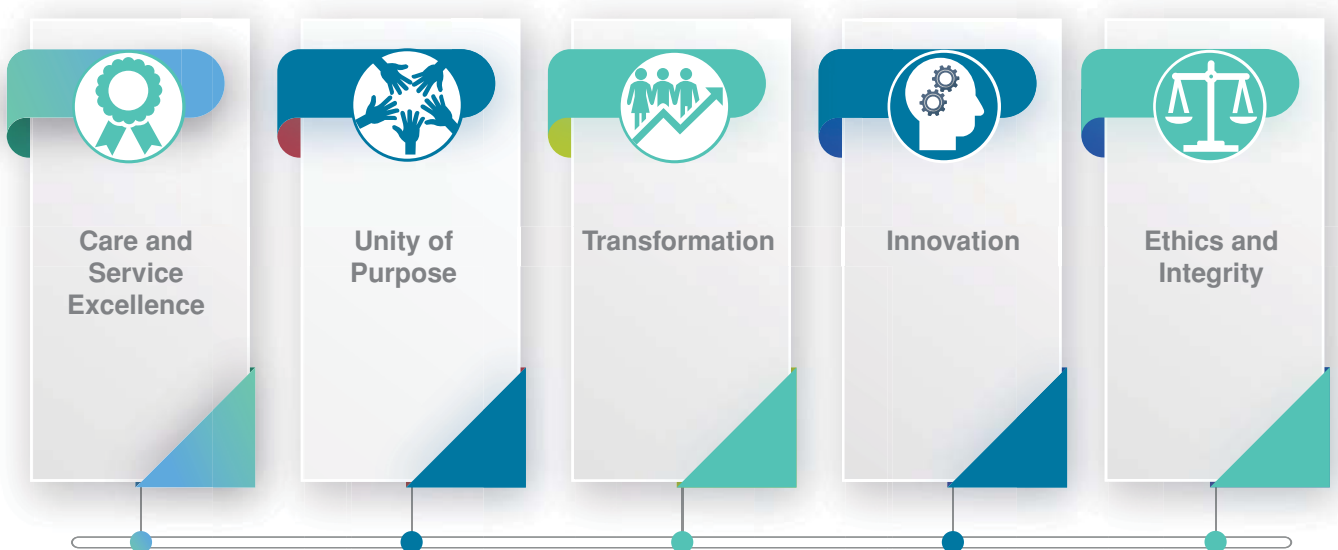 Care and
Service
Excellence
Unity of
Purpose
Transformation
Innovation
Ethics and
Integrity